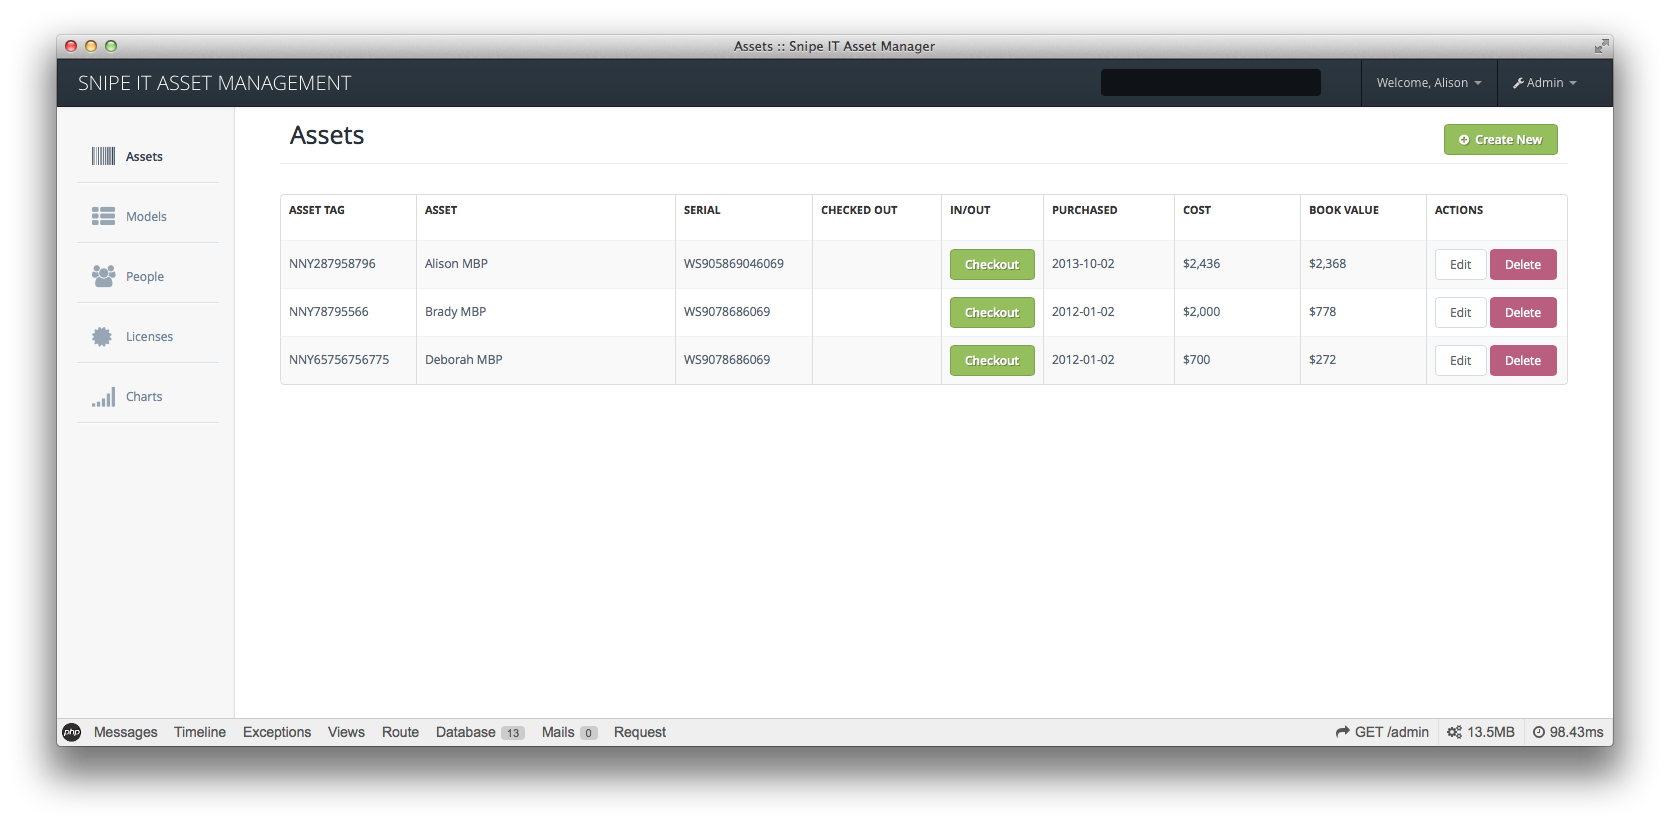 Assets :: Snipe IT Asset Manager
SNIPE IT ASSET MANAGEMENT Welcome, Alison Admin
Assets
Models
People
Licenses
Charts
Assets
Create New
ASSET TAG ASSET SERIAL CHECKED OUT IN/OUT PURCHASED COST BOOK VALUE ACTIONS
NNY287958796 Alison MBP WS905869046069 Checkout 2013-10-02 $2,436 $2,368 Edit Delete
NNY78795566 Brady MBP WS9078686069 Checkout 2012-01-02 $2,000 $778 Edit Delete
NNY65756756775 Deborah MBP WS9078686069 Checkout 2012-01-02 $700 $272 Edit Delete
php Messages Timeline Exceptions Views Route Database 13 Mails 0 Request GET /admin 13.5MB 98.43ms